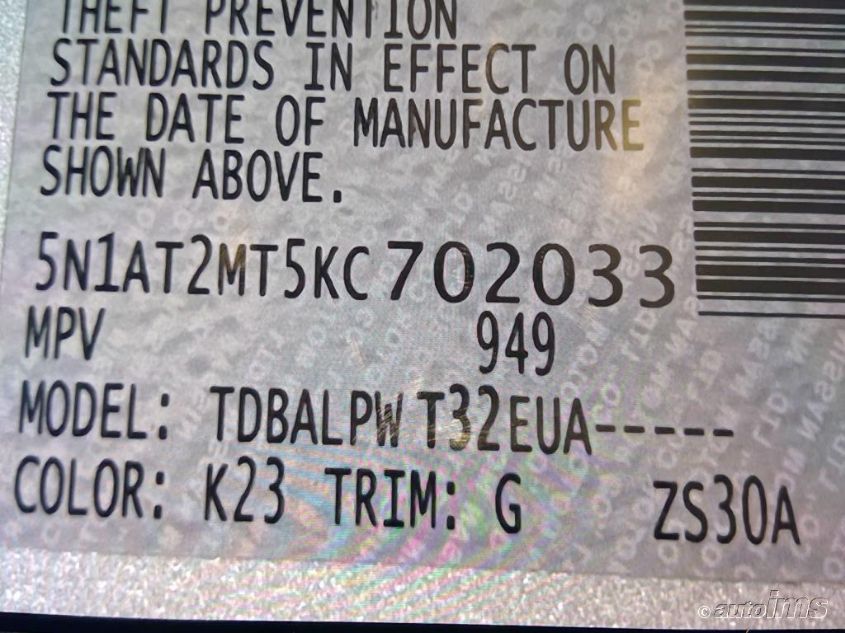 THEFT PREVENTION
STANDARDS IN EFFECT ON
THE DATE OF MANUFACTURE
SHOWN ABOVE.
5N1AT2MT5KC702033
MPV 949
MODEL: TDBALPW T32EUA-----
COLOR: K23 TRIM: G ZS30A
© autoims